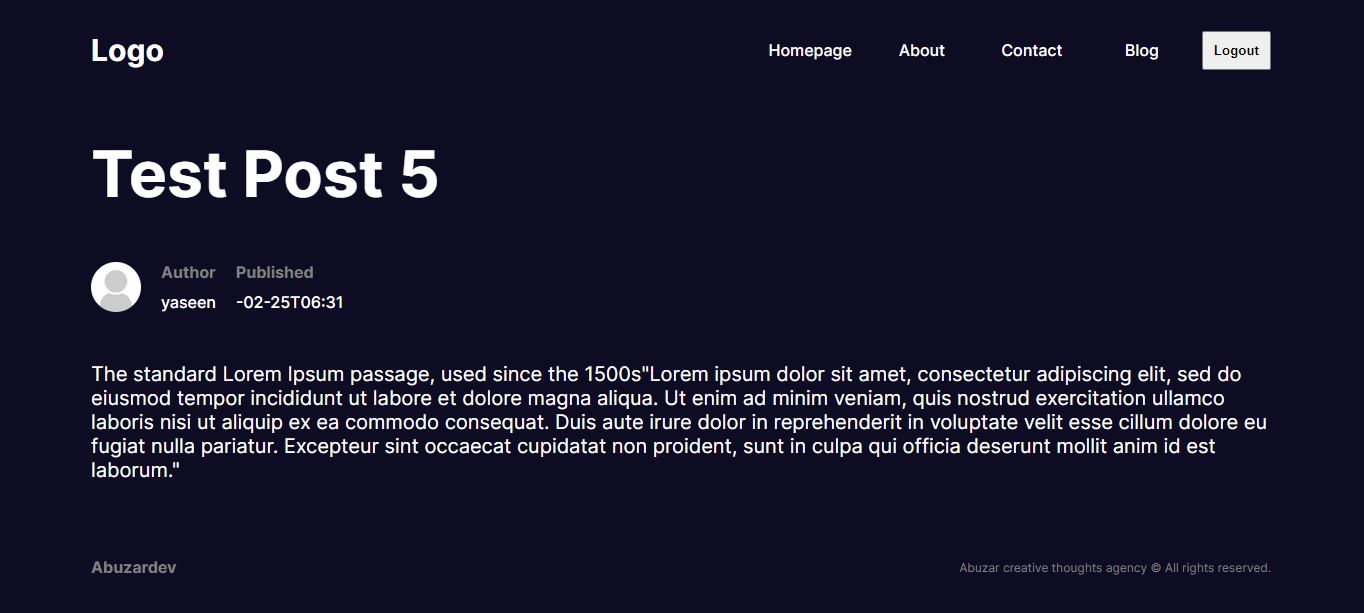 Logo
Homepage About Contact Blog Logout
Test Post 5
Author Published
yaseen -02-25T06:31
The standard Lorem Ipsum passage, used since the 1500s"Lorem ipsum dolor sit amet, consectetur adipiscing elit, sed do
eiusmod tempor incididunt ut labore et dolore magna aliqua. Ut enim ad minim veniam, quis nostrud exercitation ullamco
laboris nisi ut aliquip ex ea commodo consequat. Duis aute irure dolor in reprehenderit in voluptate velit esse cillum dolore eu
fugiat nulla pariatur. Excepteur sint occaecat cupidatat non proident, sunt in culpa qui officia deserunt mollit anim id est
laborum."
Abuzardev
Abuzar creative thoughts agency © All rights reserved.